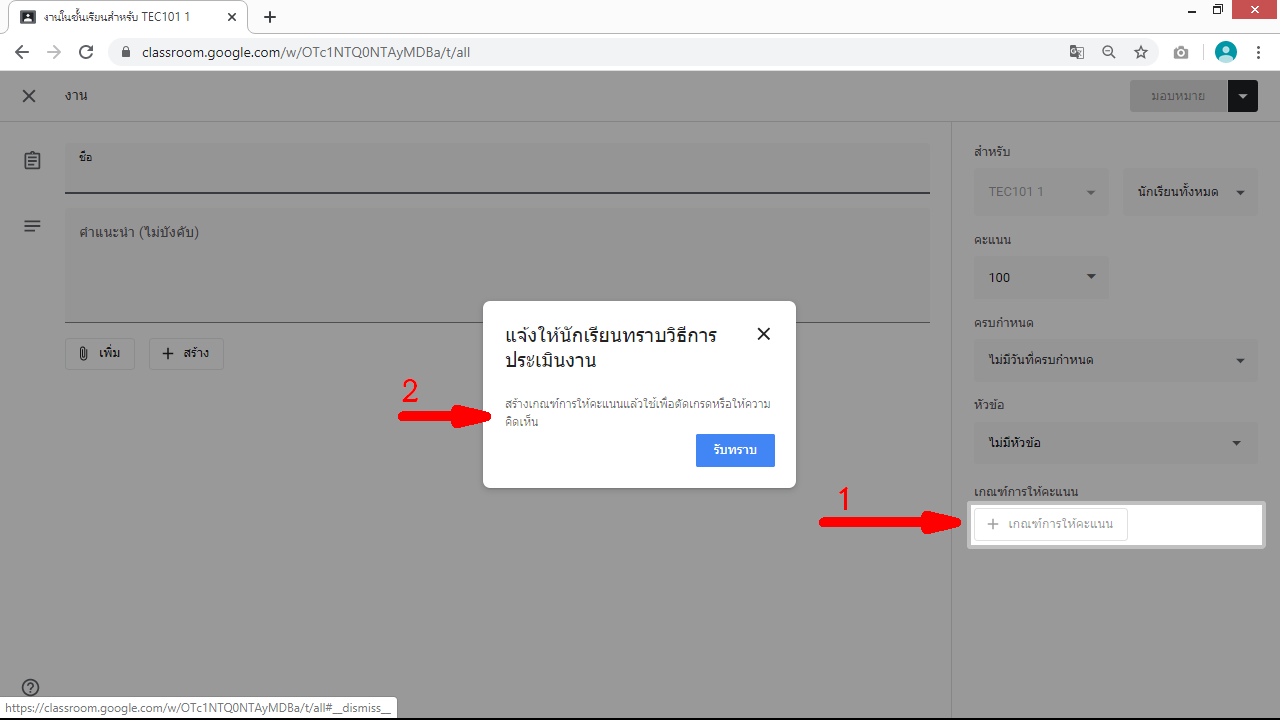 งานในชั้นเรียนสำหรับ TEC101 1
classroom.google.com/w/OTc1NTQ0NTAyMDBa/t/all
งาน
มอบหมาย
ชื่อ
คำแนะนำ (ไม่บังคับ)
เพิ่ม
สร้าง
สำหรับ
TEC101 1
นักเรียนทั้งหมด
คะแนน
100
ครบกำหนด
ไม่มีวันที่ครบกำหนด
หัวข้อ
ไม่มีหัวข้อ
เกณฑ์การให้คะแนน
1
+ เกณฑ์การให้คะแนน
แจ้งให้นักเรียนทราบวิธีการ
ประเมินงาน
2
สร้างเกณฑ์การให้คะแนนแล้วใช้เพื่อตัดเกรดหรือให้ความ
คิดเห็น
รับทราบ
https://classroom.google.com/w/OTc1NTQ0NTAyMDBa/t/all#__dismiss__